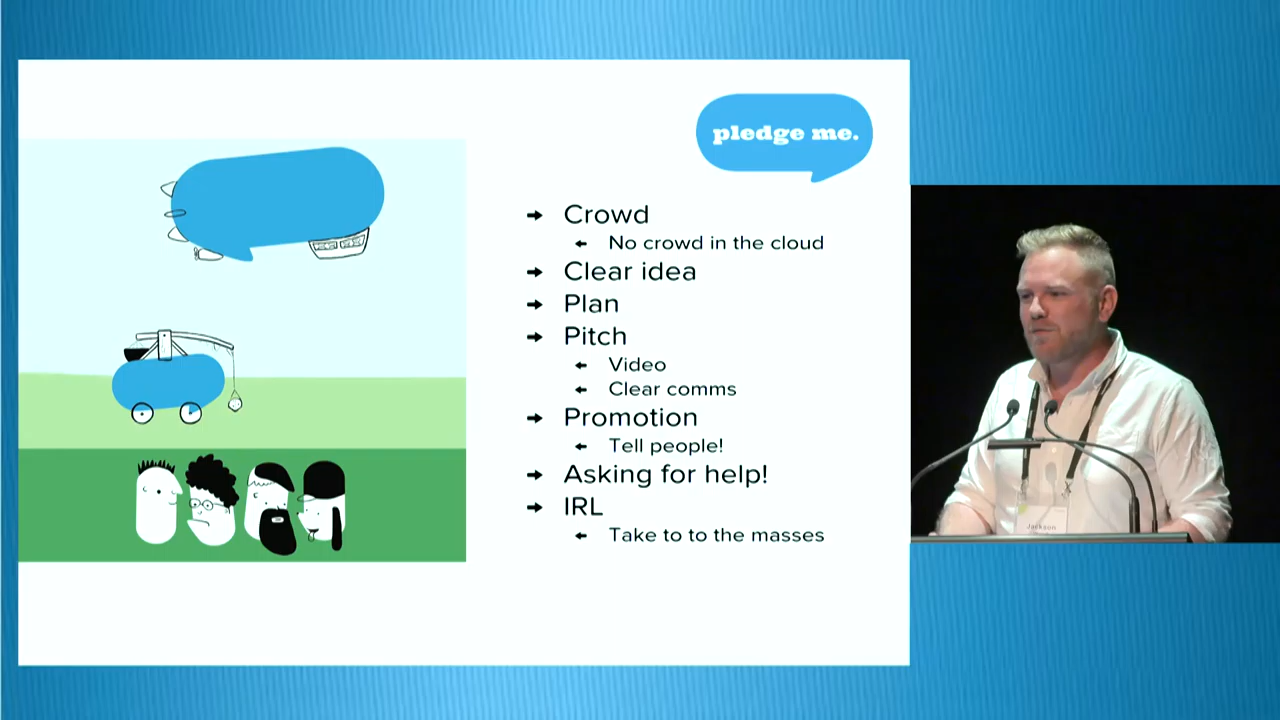 pledge me.
➜ Crowd
← No crowd in the cloud
➜ Clear idea
➜ Plan
➜ Pitch
← Video
← Clear comms
➜ Promotion
← Tell people!
➜ Asking for help!
➜ IRL
← Take to to the masses
Jackson